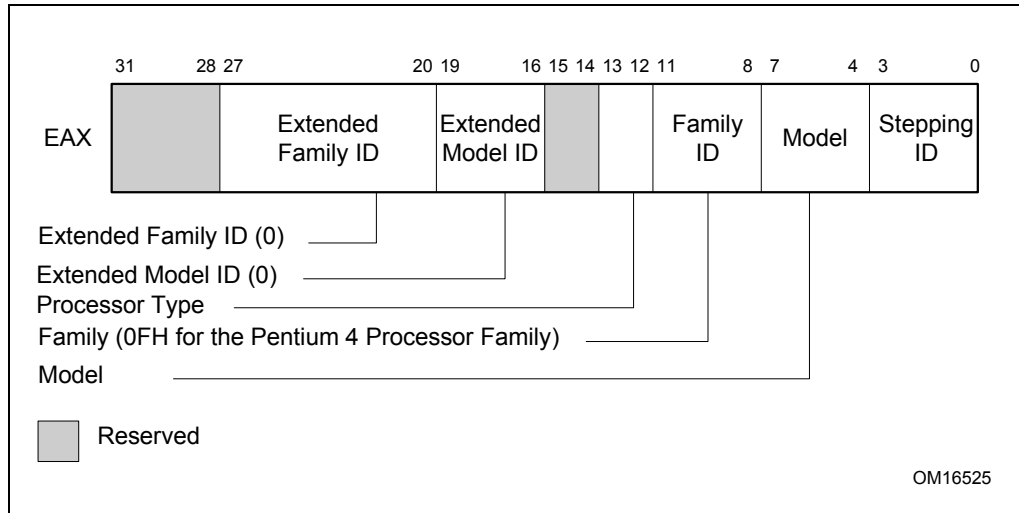 31 28 27 20 19 16 15 14 13 12 11 8 7 4 3 0
EAX
Extended
Family ID
Extended
Model ID
Family
ID
Model
Stepping
ID
Extended Family ID (0)
Extended Model ID (0)
Processor Type
Family (0FH for the Pentium 4 Processor Family)
Model
Reserved
OM16525